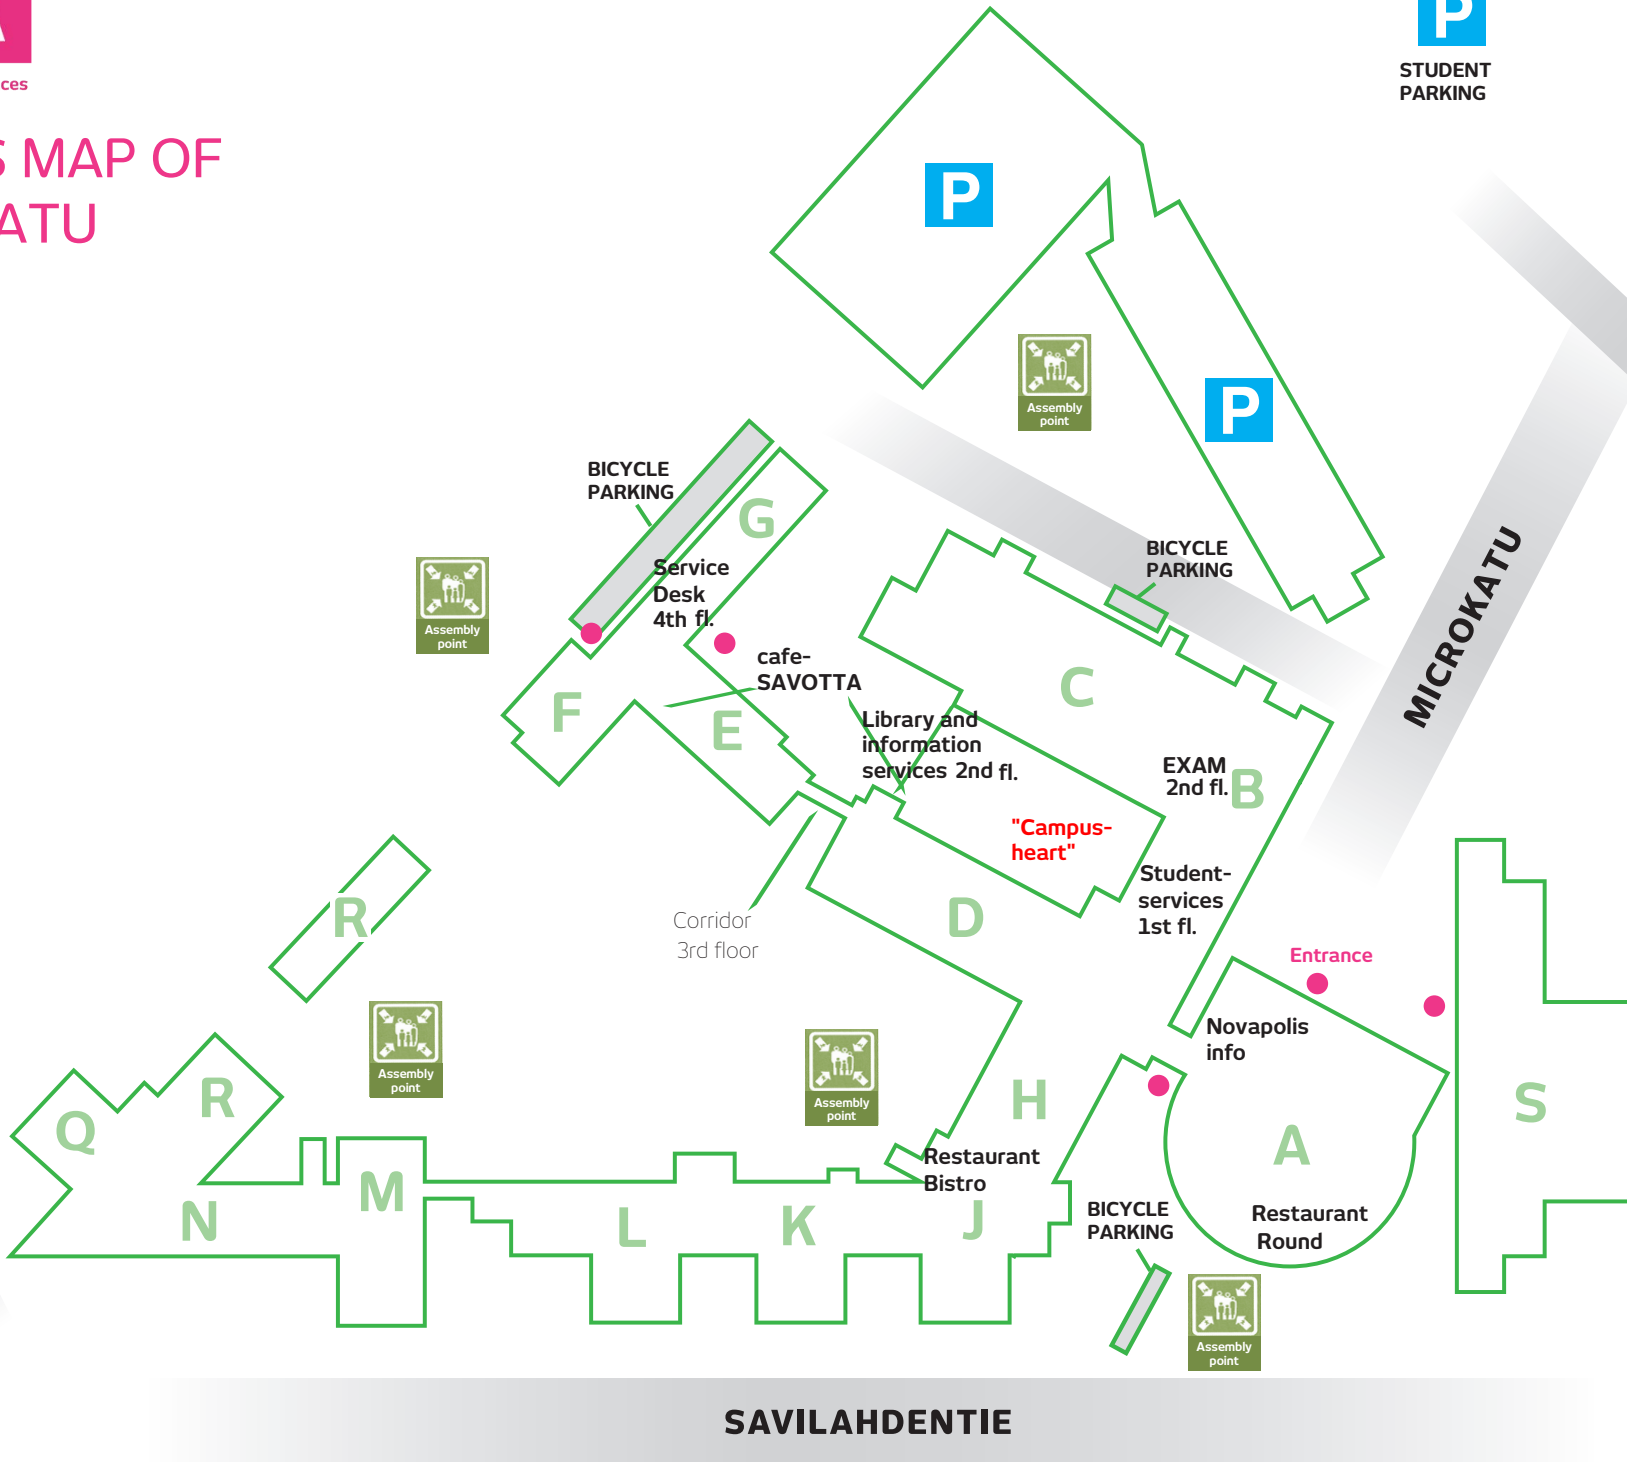 ces
S MAP OF
ATU
P
STUDENT
PARKING
P
P
Assembly
point
BICYCLE
PARKING
G
Service
Desk
4th fl.
BICYCLE
PARKING
MICROKATU
Assembly
point
cafe-
SAVOTTA
F
E
C
Library and
information
services 2nd fl.
EXAM
2nd fl.
B
"Campus-
heart"
Student-
services
1st fl.
D
Corridor
3rd floor
R
Entrance
Novapolis
info
Assembly
point
Assembly
point
Q
R
H
A
S
Restaurant
Bistro
M
N
L
K
J
BICYCLE
PARKING
Restaurant
Round
Assembly
point
SAVILAHDENTIE